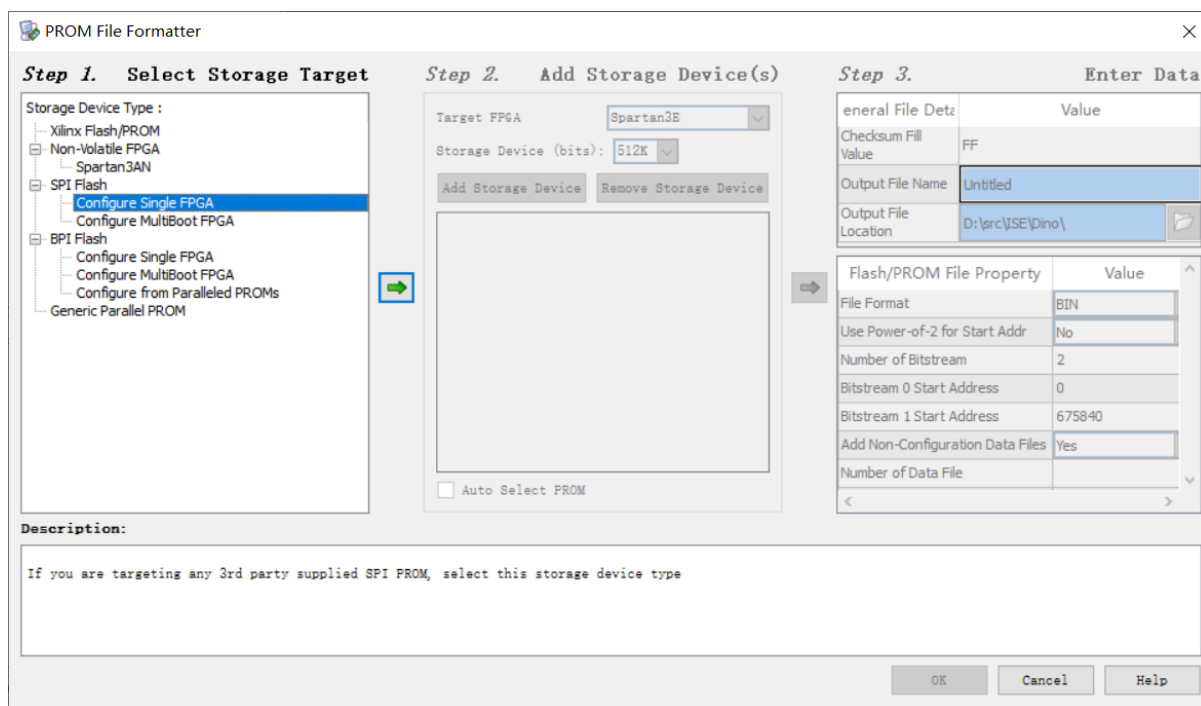 PROM File Formatter
Step 1. Select Storage Target
Storage Device Type :
Xilinx Flash/PROM
Non-Volatile FPGA
Spartan3AN
SPI Flash
Configure Single FPGA
Configure MultiBoot FPGA
BPI Flash
Configure Single FPGA
Configure MultiBoot FPGA
Configure from Paralleled PROMs
Generic Parallel PROM
Step 2. Add Storage Device(s)
Target FPGA Spartan3E
Storage Device (bits): 512K
Add Storage Device Remove Storage Device
Auto Select PROM
Step 3. Enter Data
eneral File Deta Value
Checksum Fill
Value FF
Output File Name Untitled
Output File
Location D:\src\ISE\Dino\
Flash/PROM File Property Value
File Format BIN
Use Power-of-2 for Start Addr No
Number of Bitstream 2
Bitstream 0 Start Address 0
Bitstream 1 Start Address 675840
Add Non-Configuration Data Files Yes
Number of Data File
Description:
If you are targeting any 3rd party supplied SPI PROM, select this storage device type
OK Cancel Help